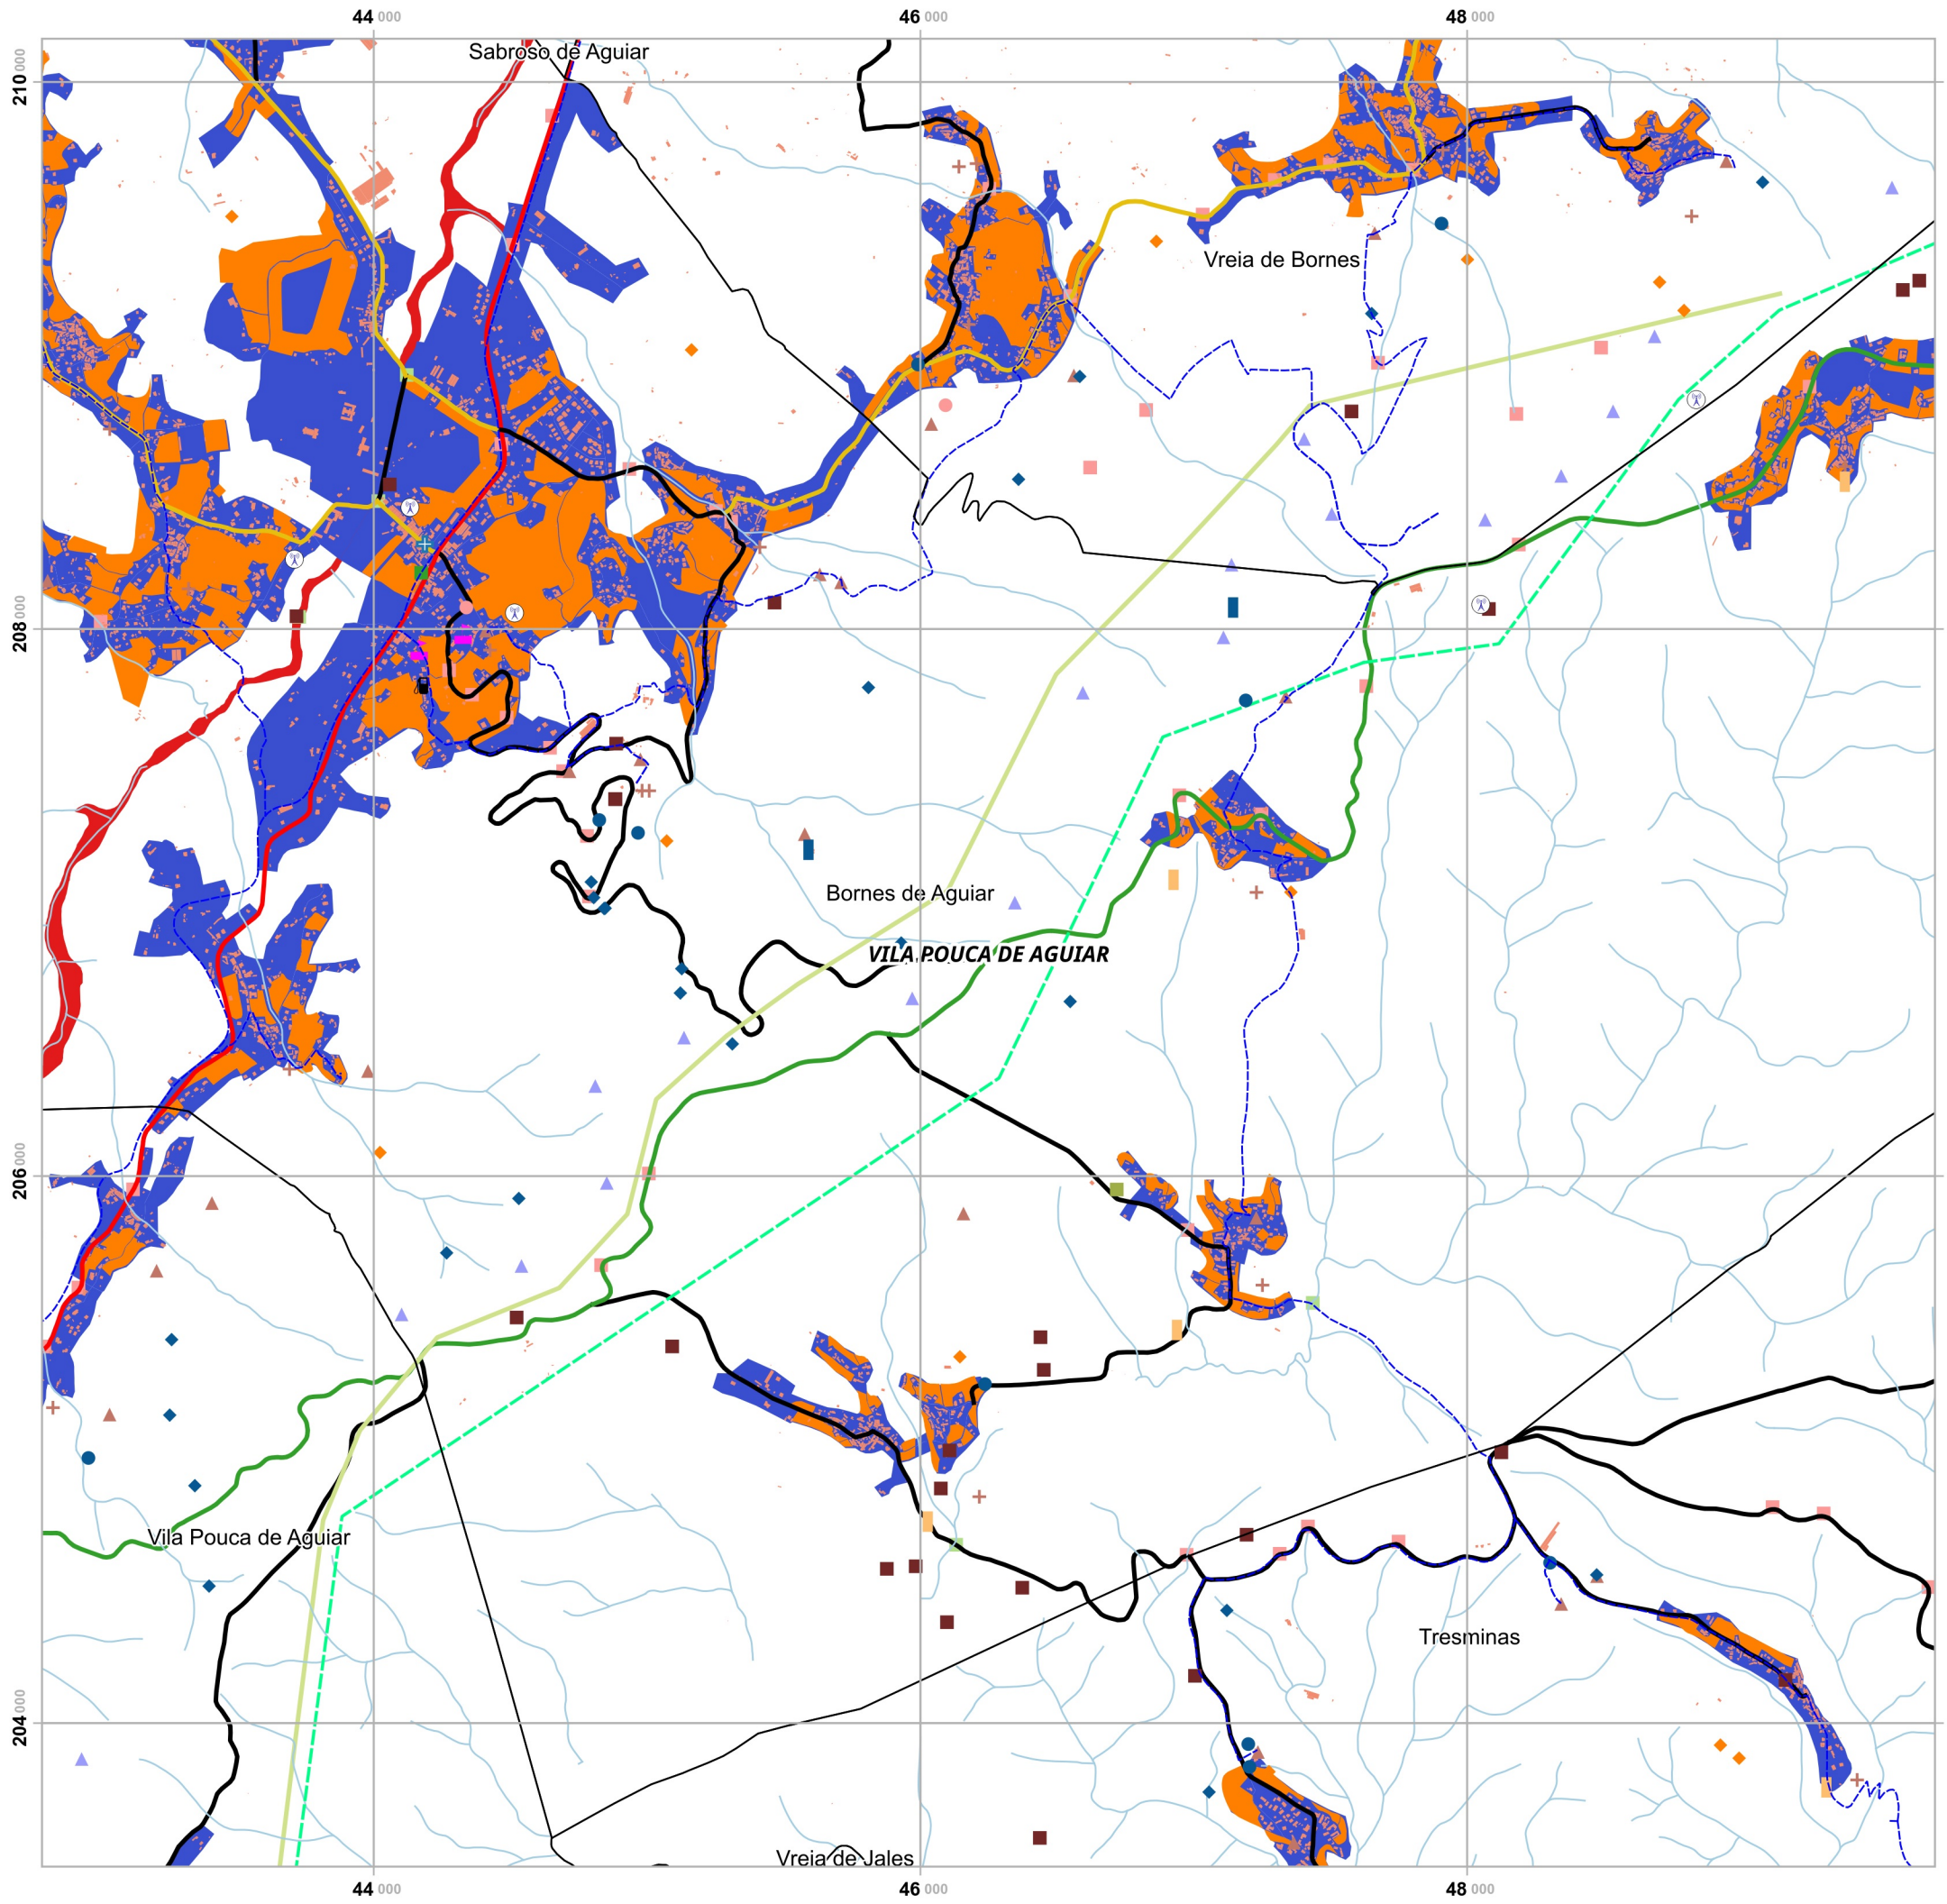 44 000 46 000 48 000
Sabroso de Aguiar
210 000
Vreia de Bornes
208 000
Bornes de Aguiar
VILA POUCA DE AGUIAR
206 000
Vila Pouca de Aguiar
Tresminas
204 000
Vreia de Jales
44 000 46 000 48 000